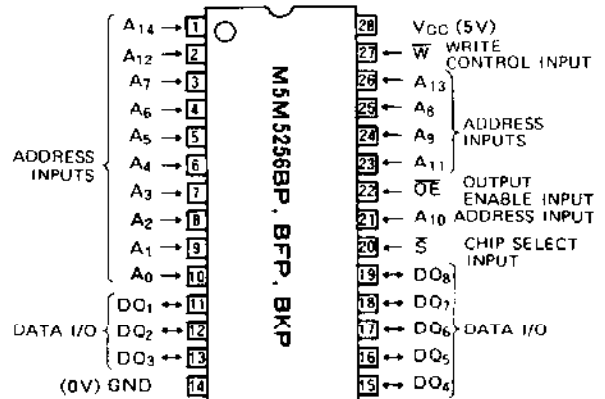 A14 → 1
A12 → 2
A7 → 3
A6 → 4
A5 → 5
ADDRESS INPUTS
A4 → 6
A3 → 7
A2 → 8
A1 → 9
A0 → 10
DATA I/O
DQ1 ↔ 11
DQ2 ↔ 12
DQ3 ↔ 13
(0V) GND 14
M5M5256BP, BFP, BKP
28 VCC (5V)
27 ← W̅ WRITE
CONTROL INPUT
26 ← A13
25 ← A8
24 ← A9
23 ← A11
ADDRESS
INPUTS
22 ← O̅E̅ OUTPUT
ENABLE INPUT
21 ← A10 ADDRESS INPUT
20 ← S̅ CHIP SELECT
INPUT
19 ↔ DQ8
18 ↔ DQ7
17 ↔ DQ6
16 ↔ DQ5
15 ↔ DQ4
DATA I/O